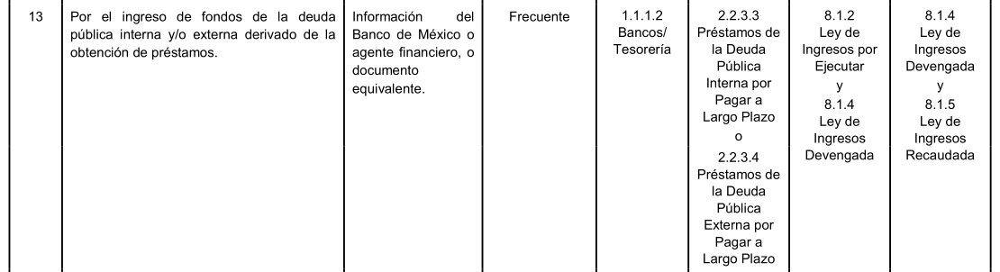 13
Por el ingreso de fondos de la deuda
pública interna y/o externa derivado de la
obtención de préstamos.
Información del
Banco de México o
agente financiero, o
documento
equivalente.
Frecuente
1.1.1.2
Bancos/
Tesorería
2.2.3.3
Préstamos de
la Deuda
Pública
Interna por
Pagar a
Largo Plazo
o
2.2.3.4
Préstamos de
la Deuda
Pública
Externa por
Pagar a
Largo Plazo
8.1.2
Ley de
Ingresos por
Ejecutar
y
8.1.4
Ley de
Ingresos
Devengada
8.1.4
Ley de
Ingresos
Devengada
y
8.1.5
Ley de
Ingresos
Recaudada